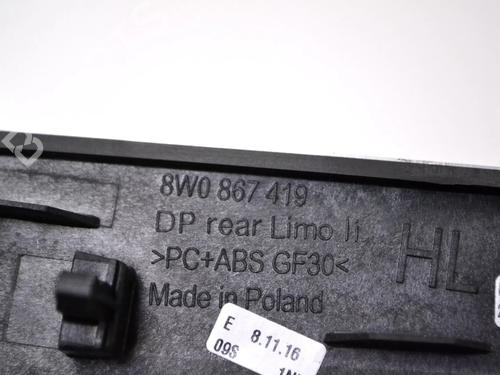 8W0 867 419
DP rear Limo li
>PC+ABS GF30<
Made in Poland
HL
E 8.11.16
09S